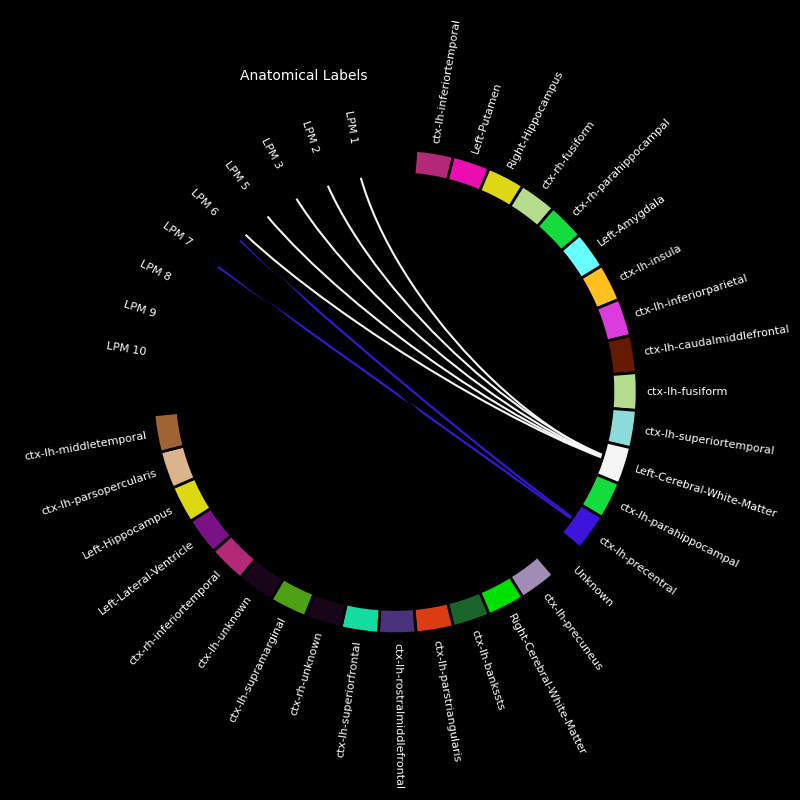 Anatomical Labels
LPM 1
LPM 2
LPM 3
LPM 5
LPM 6
LPM 7
LPM 8
LPM 9
LPM 10
ctx-lh-inferiortemporal
Left-Putamen
Right-Hippocampus
ctx-rh-fusiform
ctx-rh-parahippocampal
Left-Amygdala
ctx-lh-insula
ctx-lh-inferiorparietal
ctx-lh-caudalmiddlefrontal
ctx-lh-fusiform
ctx-lh-superiortemporal
Left-Cerebral-White-Matter
ctx-lh-parahippocampal
ctx-lh-precentral
Unknown
ctx-lh-precuneus
Right-Cerebral-White-Matter
ctx-lh-bankssts
ctx-lh-parstriangularis
ctx-lh-rostralmiddlefrontal
ctx-lh-superiorfrontal
ctx-rh-unknown
ctx-lh-supramarginal
ctx-lh-unknown
ctx-rh-inferiortemporal
Left-Lateral-Ventricle
Left-Hippocampus
ctx-lh-parsopercularis
ctx-lh-middletemporal